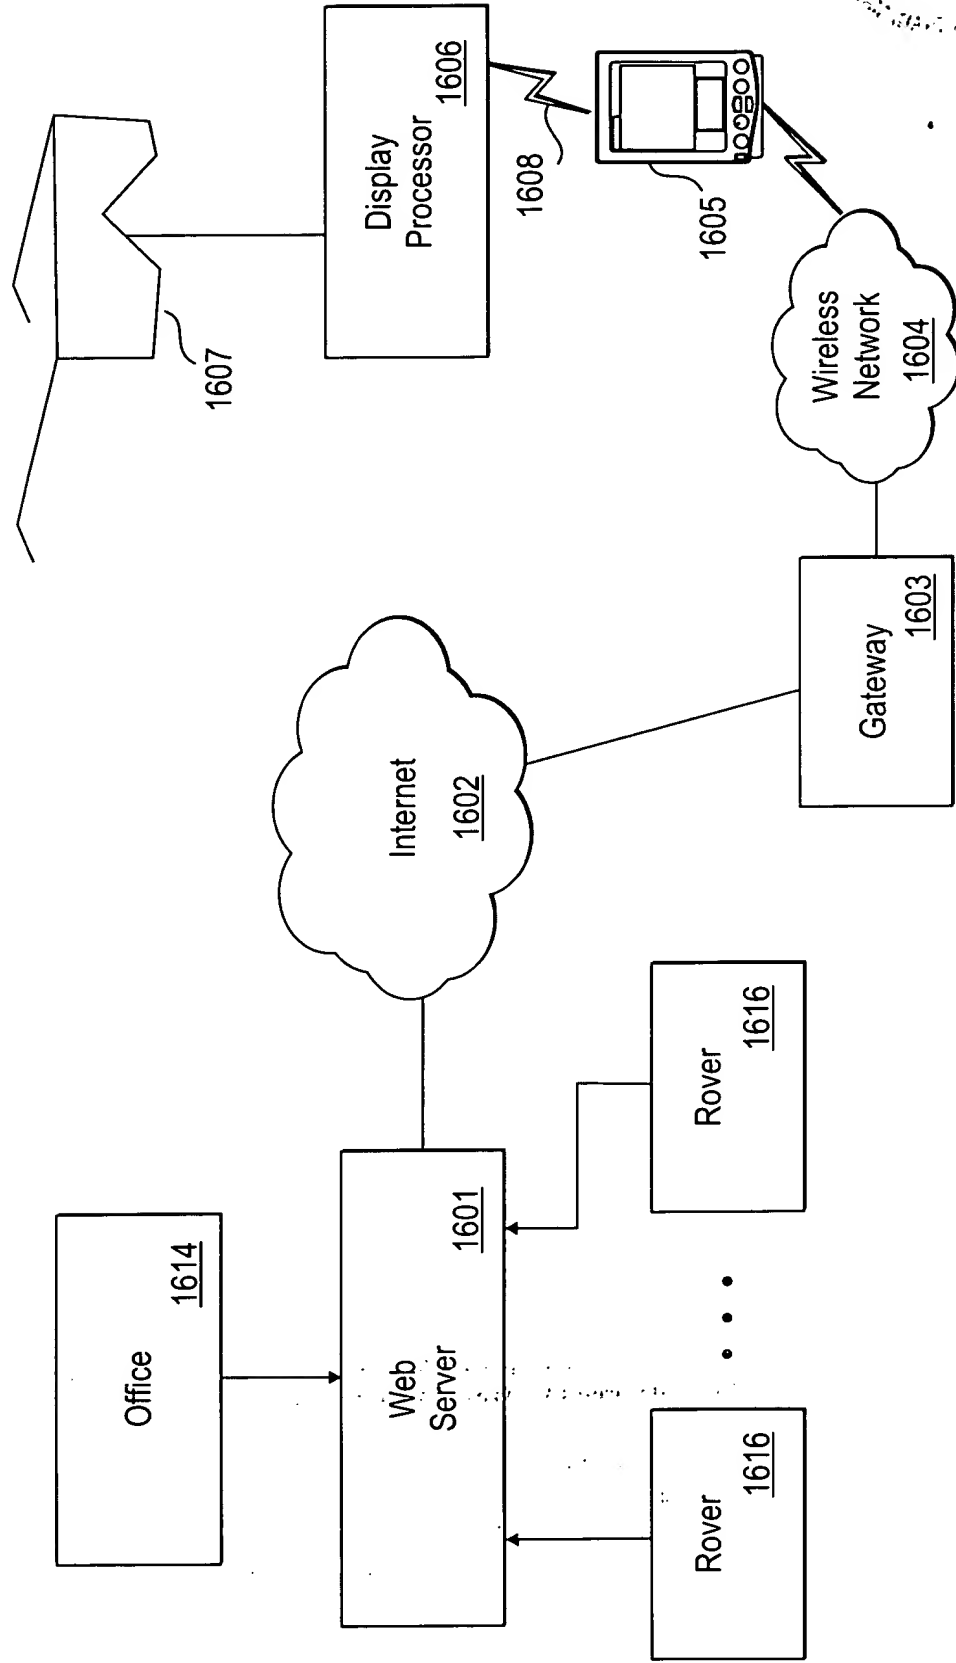 Office
1614
Web
Server
1601
Rover
1616
Rover
1616
Internet
1602
Gateway
1603
Wireless
Network
1604
1605
1608
Display
Processor
1606
1607